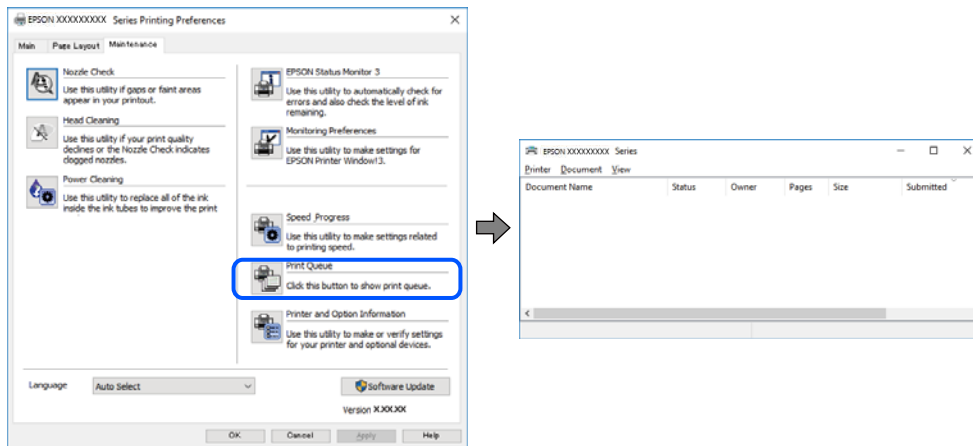 EPSON XXXXXXXXX Series Printing Preferences
Main Page Layout Maintenance
Nozzle Check
Use this utility if gaps or faint areas
appear in your printout.
Head Cleaning
Use this utility if your print quality
declines or the Nozzle Check indicates
clogged nozzles.
Power Cleaning
Use this utility to replace all of the ink
inside the ink tubes to improve the print
EPSON Status Monitor 3
Use this utility to automatically check for
errors and also check the level of ink
remaining.
Monitoring Preferences
Use this utility to make settings for
EPSON Printer Window!3.
Speed Progress
Use this utility to make settings related
to printing speed.
Print Queue
Click this button to show print queue.
Printer and Option Information
Use this utility to make or verify settings
for your printer and optional devices.
Language Auto Select
Software Update
Version X.XX.XX
OK Cancel Apply Help
EPSON XXXXXXXXX Series
Printer Document View
Document Name Status Owner Pages Size Submitted